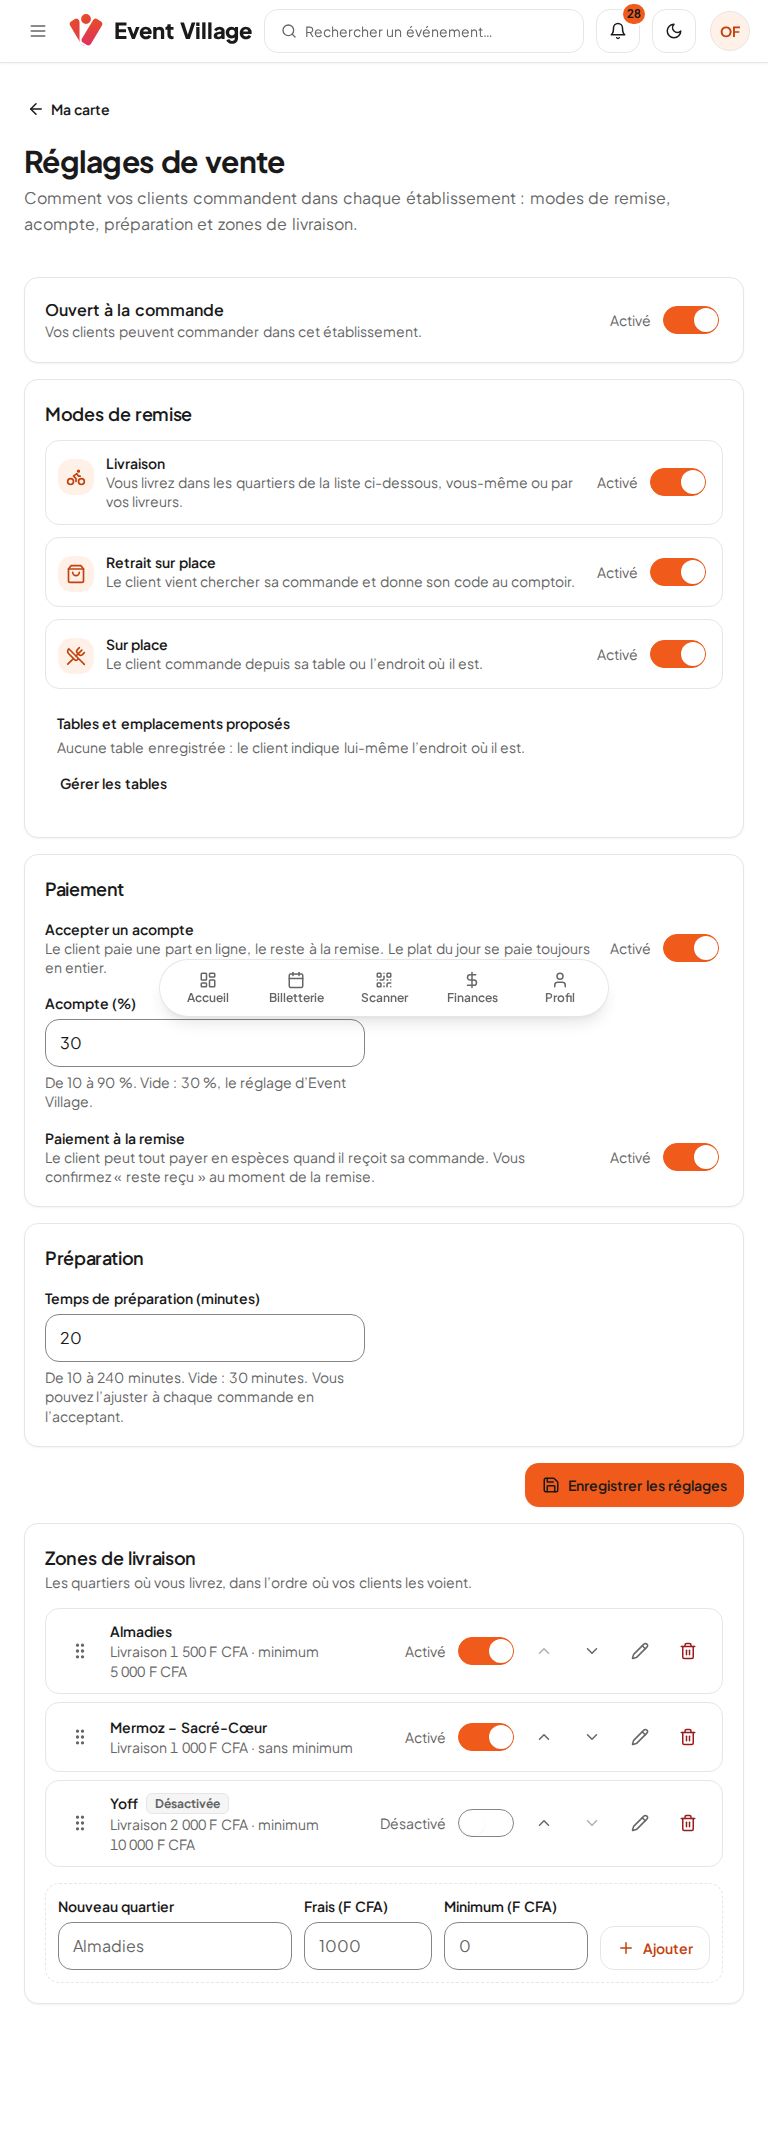 Event Village
Rechercher un événement...
28
OF
Ma carte
Réglages de vente
Comment vos clients commandent dans chaque établissement : modes de remise,
acompte, préparation et zones de livraison.
Ouvert à la commande
Vos clients peuvent commander dans cet établissement.
Activé
Modes de remise
Livraison
Vous livrez dans les quartiers de la liste ci-dessous, vous-même ou par
vos livreurs.
Activé
Retrait sur place
Le client vient chercher sa commande et donne son code au comptoir.
Activé
Sur place
Le client commande depuis sa table ou l’endroit où il est.
Activé
Tables et emplacements proposés
Aucune table enregistrée : le client indique lui-même l’endroit où il est.
Gérer les tables
Paiement
Accepter un acompte
Le client paie une part en ligne, le reste à la remise. Le plat du jour se paie toujours
en entier.
Activé
Accueil
Billetterie
Scanner
Finances
Profil
Acompte (%)
30
De 10 à 90 %. Vide : 30 %, le réglage d’Event
Village.
Paiement à la remise
Le client peut tout payer en espèces quand il reçoit sa commande. Vous
confirmez « reste reçu » au moment de la remise.
Activé
Préparation
Temps de préparation (minutes)
20
De 10 à 240 minutes. Vide : 30 minutes. Vous
pouvez l’ajuster à chaque commande en
l’acceptant.
Enregistrer les réglages
Zones de livraison
Les quartiers où vous livrez, dans l’ordre où vos clients les voient.
Almadies
Livraison 1 500 F CFA · minimum
5 000 F CFA
Activé
Mermoz – Sacré-Cœur
Livraison 1 000 F CFA · sans minimum
Activé
Yoff Désactivée
Livraison 2 000 F CFA · minimum
10 000 F CFA
Désactivé
Nouveau quartier
Almadies
Frais (F CFA)
1000
Minimum (F CFA)
0
Ajouter